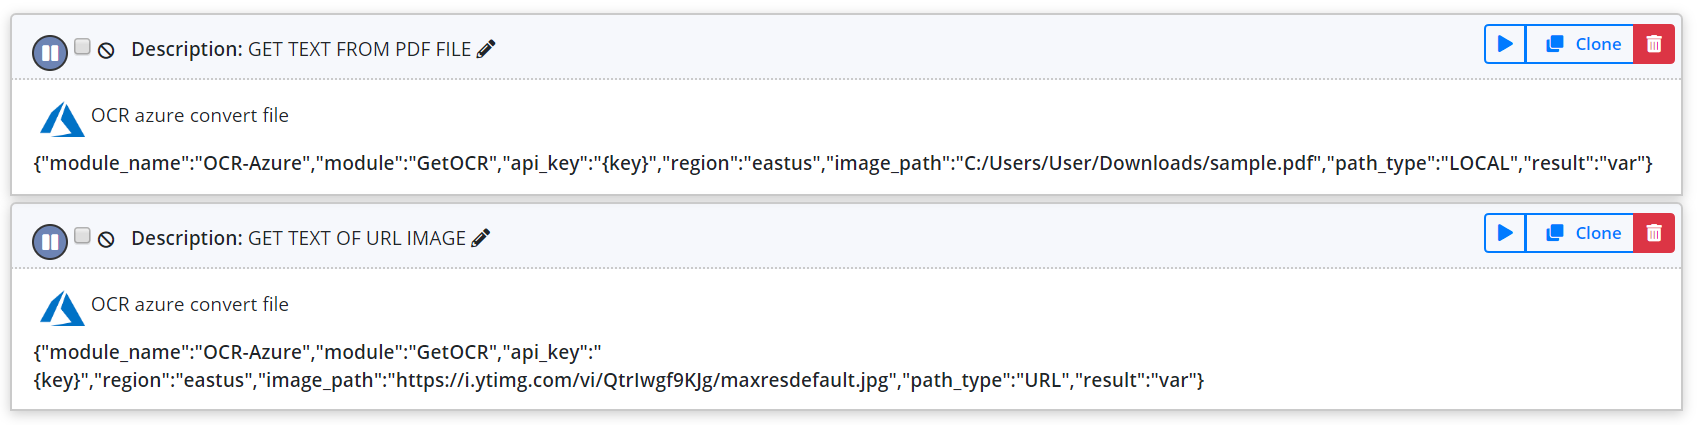 Description: GET TEXT FROM PDF FILE
Clone
OCR azure convert file
{"module_name":"OCR-Azure","module":"GetOCR","api_key":"{key}","region":"eastus","image_path":"C:/Users/User/Downloads/sample.pdf","path_type":"LOCAL","result":"var"}
Description: GET TEXT OF URL IMAGE
Clone
OCR azure convert file
{"module_name":"OCR-Azure","module":"GetOCR","api_key":"
{key}","region":"eastus","image_path":"https://i.ytimg.com/vi/QtrIwgf9KJg/maxresdefault.jpg","path_type":"URL","result":"var"}